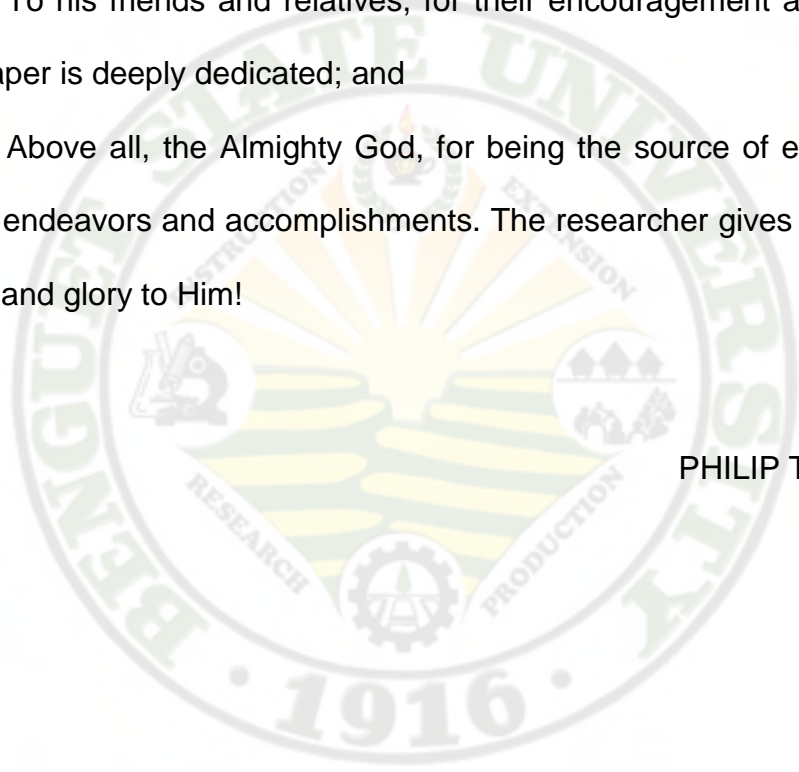 To his friends and relatives, for their encouragement a
aper is deeply dedicated; and
Above all, the Almighty God, for being the source of e
endeavors and accomplishments. The researcher gives
and glory to Him!
PHILIP T
BENGUET STATE UNIVERSITY
INSTRUCTION
EXTENSION
RESEARCH
PRODUCTION
· 1916 ·